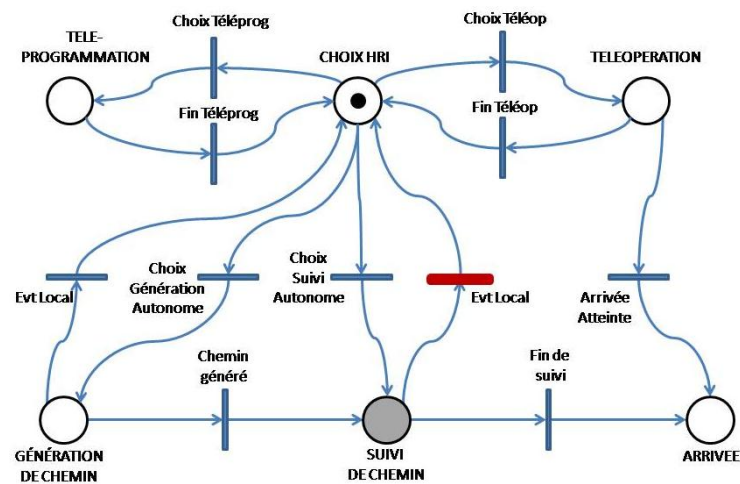 Choix Téléprog
Choix Téléop
TELE-
PROGRAMMATION
CHOIX HRI
TELEOPERATION
Fin Téléprog
Fin Téléop
Evt Local
Choix
Génération
Autonome
Choix
Suivi
Autonome
Evt Local
Arrivée
Atteinte
Chemin
généré
Fin de
suivi
GÉNÉRATION
DE CHEMIN
SUIVI
DE CHEMIN
ARRIVEE